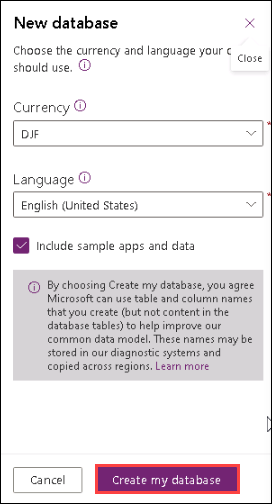 New database
Choose the currency and language your
should use.
Close
Currency
DJF
Language
English (United States)
Include sample apps and data
By choosing Create my database, you agree
Microsoft can use table and column names
that you create (but not content in the
database tables) to help improve our
common data model. These names may be
stored in our diagnostic systems and
copied across regions. Learn more
Cancel
Create my database